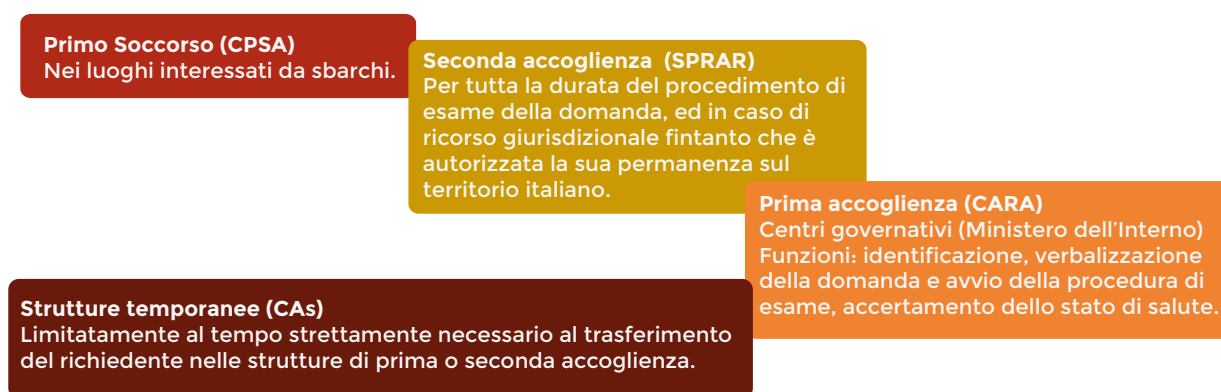 Primo Soccorso (CPSA)
Nei luoghi interessati da sbarchi.
Seconda accoglienza (SPRAR)
Per tutta la durata del procedimento di
esame della domanda, ed in caso di
ricorso giurisdizionale fintanto che è
autorizzata la sua permanenza sul
territorio italiano.
Prima accoglienza (CARA)
Centri governativi (Ministero dell'Interno)
Funzioni: identificazione, verbalizzazione
della domanda e avvio della procedura di
esame, accertamento dello stato di salute.
Strutture temporanee (CAs)
Limitatamente al tempo strettamente necessario al trasferimento
del richiedente nelle strutture di prima o seconda accoglienza.